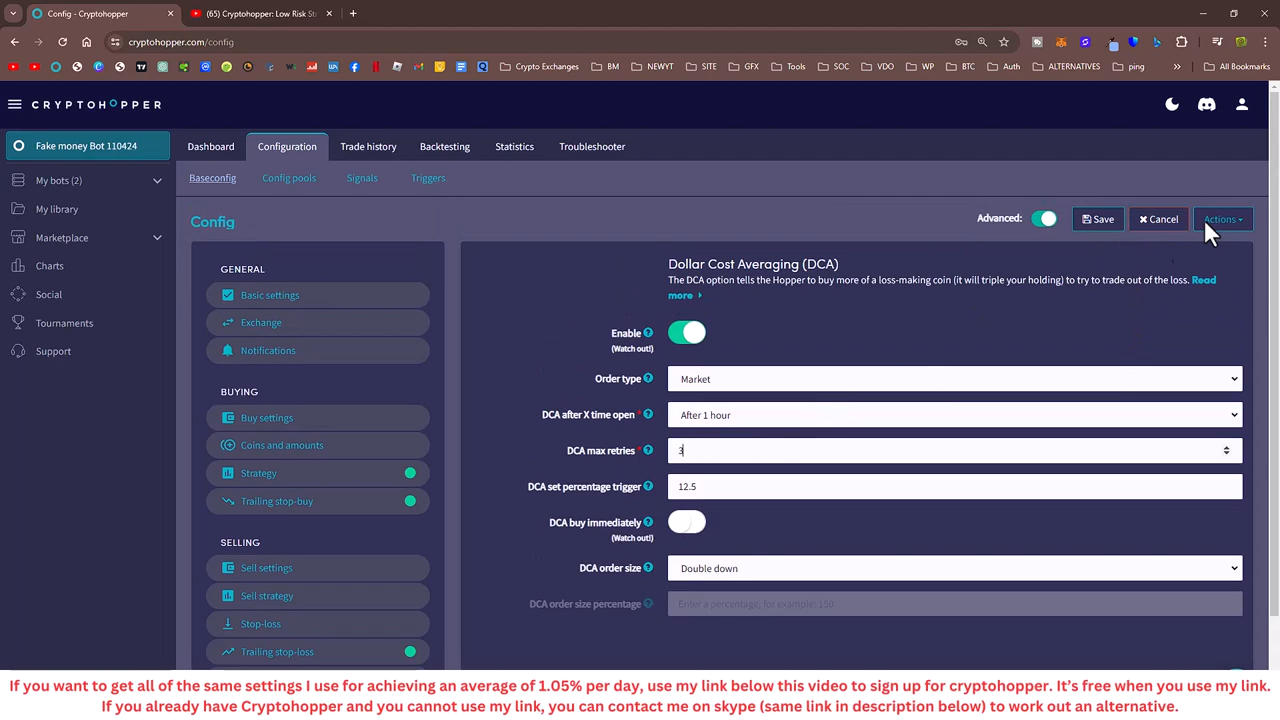 Config - Cryptohopper
(65) Cryptohopper: Low Risk St
cryptohopper.com/config
Crypto Exchanges
BM
NEWYT
SITE
GFX
Tools
SOC
VDO
WP
BTC
Auth
ALTERNATIVES
ping
All Bookmarks
CRYPTOHOPPER
Fake money Bot 110424
My bots (2)
My library
Marketplace
Charts
Social
Tournaments
Support
Dashboard
Configuration
Trade history
Backtesting
Statistics
Troubleshooter
Baseconfig
Config pools
Signals
Triggers
Config
Advanced:
Save
Cancel
Actions
GENERAL
Basic settings
Exchange
Notifications
BUYING
Buy settings
Coins and amounts
Strategy
Trailing stop-buy
SELLING
Sell settings
Sell strategy
Stop-loss
Trailing stop-loss
Dollar Cost Averaging (DCA)
The DCA option tells the Hopper to buy more of a loss-making coin (it will triple your holding) to try to trade out of the loss. Read
more
Enable
(Watch out!)
Order type * Market
DCA after X time open * After 1 hour
DCA max retries * 3
DCA set percentage trigger 12.5
DCA buy immediately
(Watch out!)
DCA order size Double down
DCA order size percentage Enter a percentage, for example: 150
If you want to get all of the same settings I use for achieving an average of 1.05% per day, use my link below this video to sign up for cryptohopper. It's free when you use my link.
If you already have Cryptohopper and you cannot use my link, you can contact me on skype (same link in description below) to work out an alternative.